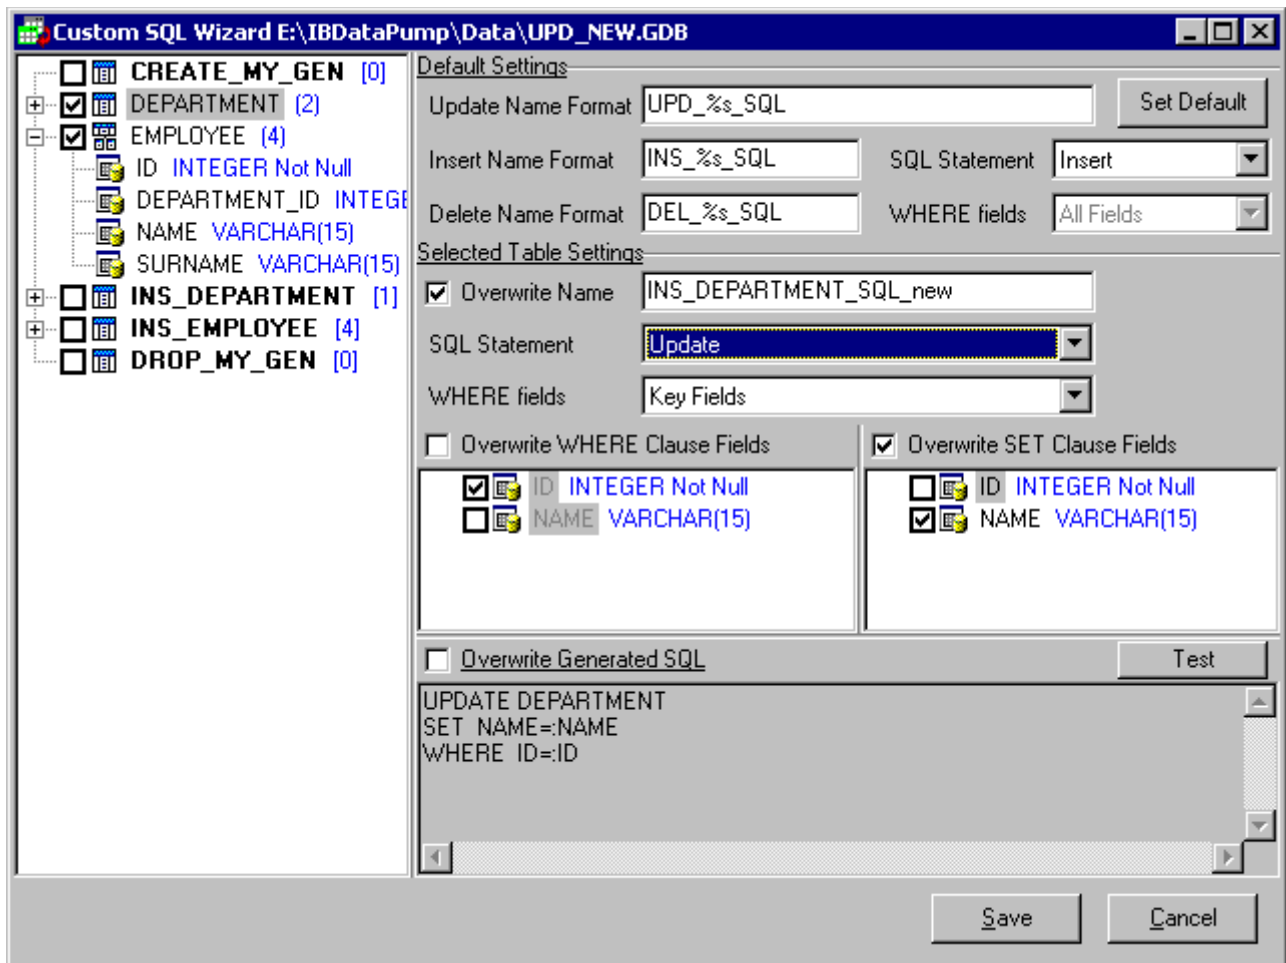 Custom SQL Wizard E:\IBDataPump\Data\UPD_NEW.GDB
CREATE_MY_GEN [0]
DEPARTMENT (2)
EMPLOYEE (4)
ID INTEGER Not Null
DEPARTMENT_ID INTEGE
NAME VARCHAR(15)
SURNAME VARCHAR(15)
INS_DEPARTMENT [1]
INS_EMPLOYEE [4]
DROP_MY_GEN [0]
Default Settings
Update Name Format UPD_%s_SQL Set Default
Insert Name Format INS_%s_SQL SQL Statement Insert
Delete Name Format DEL_%s_SQL WHERE fields All Fields
Selected Table Settings
Overwrite Name INS_DEPARTMENT_SQL_new
SQL Statement Update
WHERE fields Key Fields
Overwrite WHERE Clause Fields
ID INTEGER Not Null
NAME VARCHAR(15)
Overwrite SET Clause Fields
ID INTEGER Not Null
NAME VARCHAR(15)
Overwrite Generated SQL Test
UPDATE DEPARTMENT
SET NAME=:NAME
WHERE ID=:ID
Save Cancel